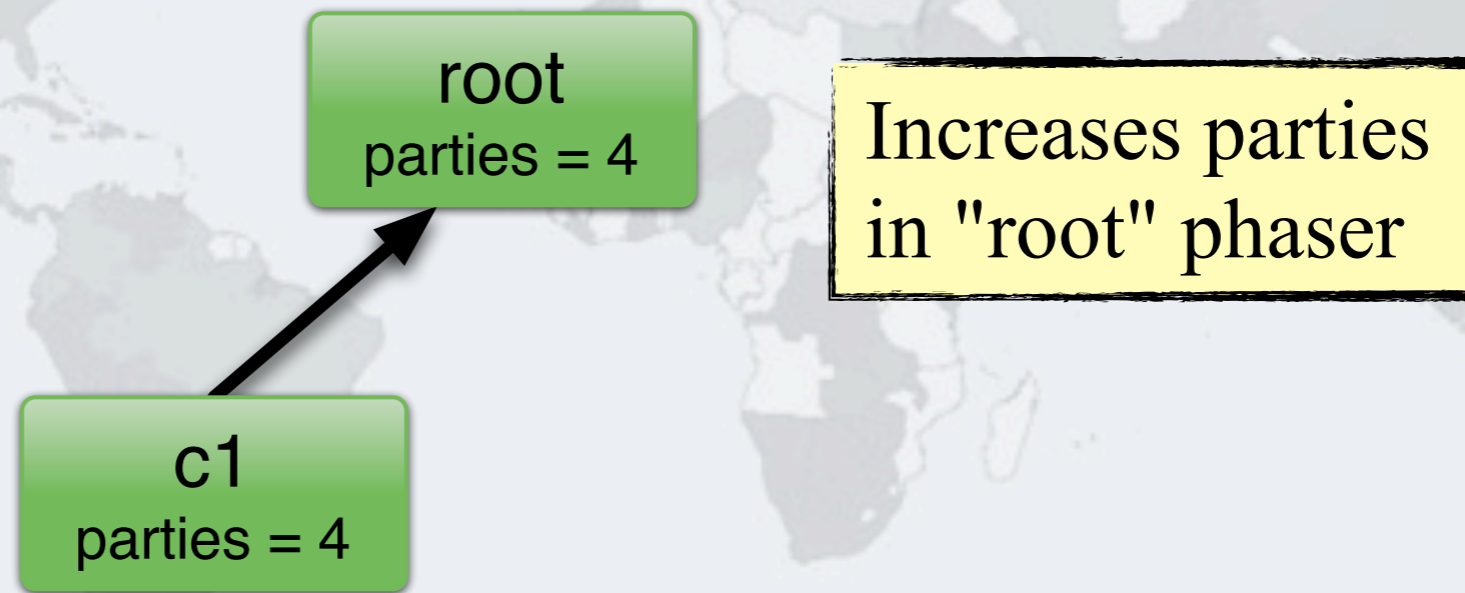 root
parties = 4
Increases parties
in "root" phaser
c1
parties = 4